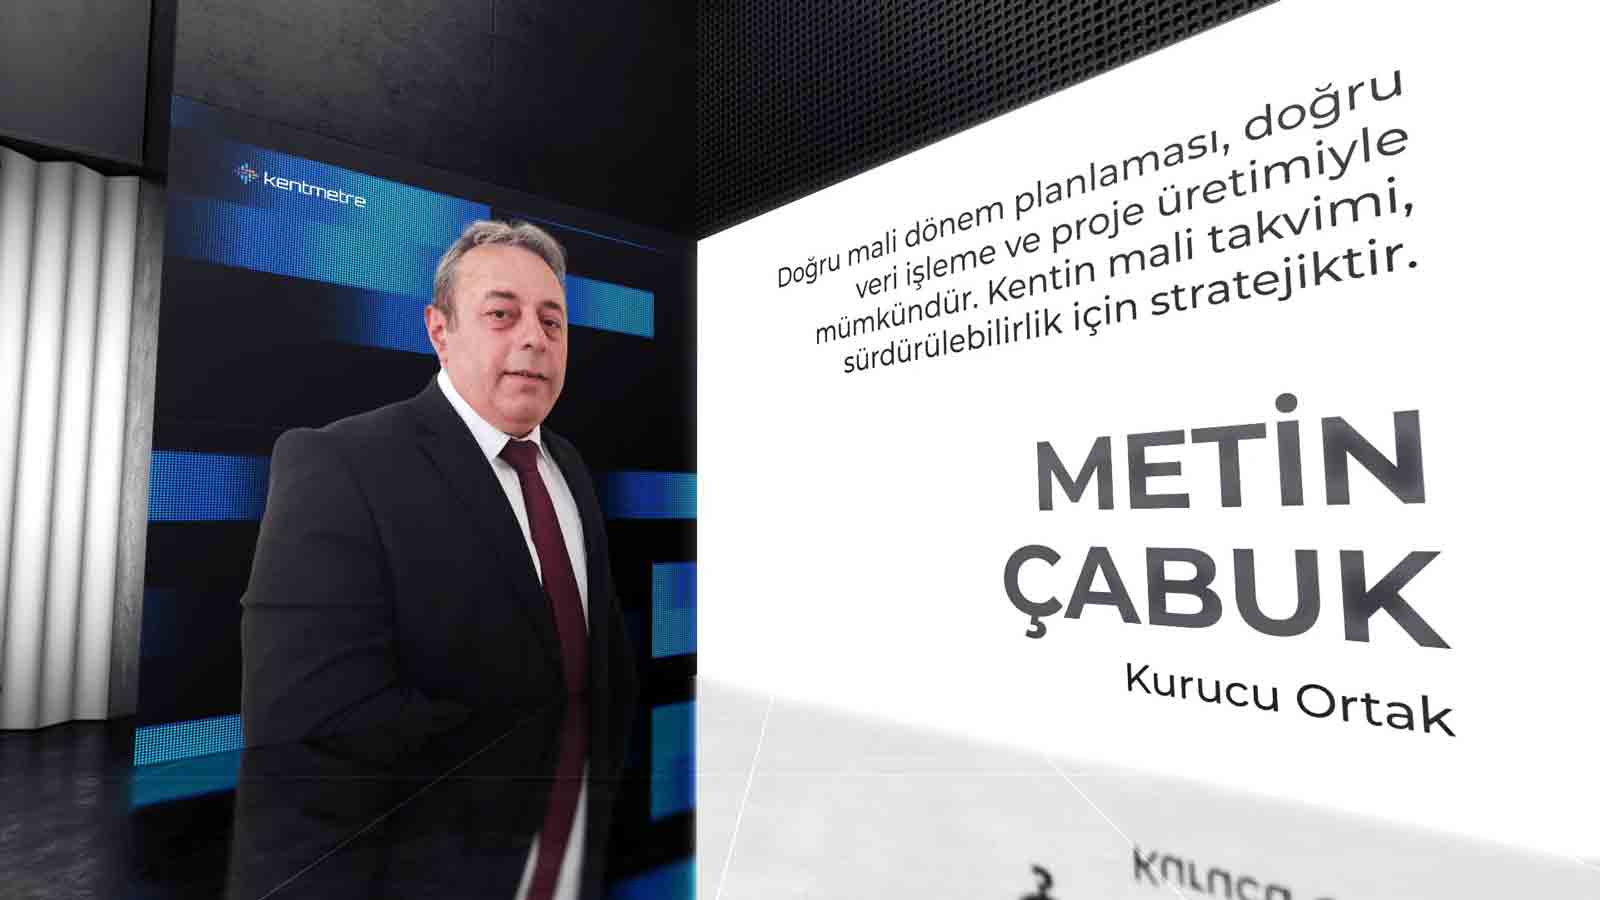 kentmetre
Doğru mali dönem planlaması, doğru
veri işleme ve proje üretimiyle
mümkündür. Kentin mali takvimi,
sürdürülebilirlik için stratejiktir.
METİN
ÇABUK
Kurucu Ortak